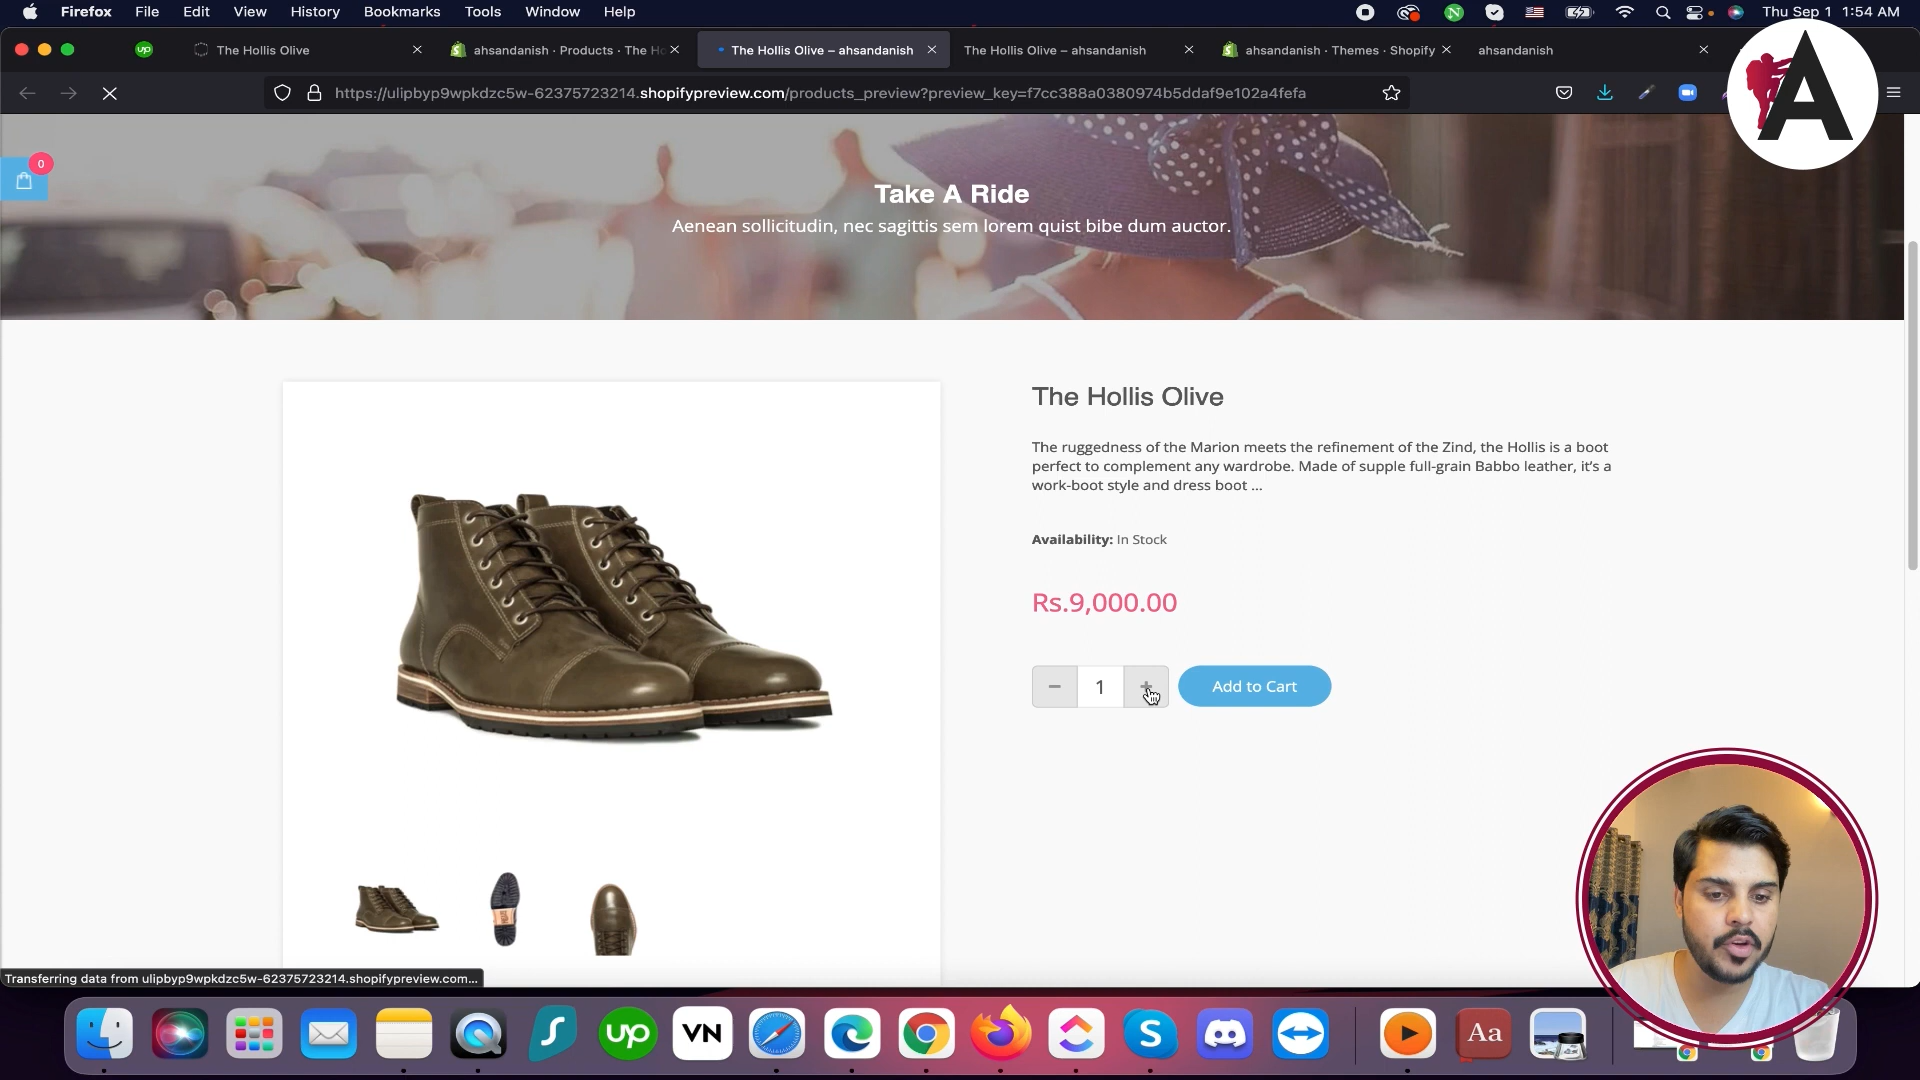 Firefox File Edit View History Bookmarks Tools Window Help Thu Sep 1 1:54 AM
up The Hollis Olive ahsandanish · Products · The Ho The Hollis Olive – ahsandanish The Hollis Olive – ahsandanish ahsandanish · Themes · Shopify ahsandanish
https://ulipbyp9wpkdzc5w-62375723214.shopifypreview.com/products_preview?preview_key=f7cc388a0380974b5ddaf9e102a4fefa
A
0
Take A Ride
Aenean sollicitudin, nec sagittis sem lorem quist bibe dum auctor.
The Hollis Olive
The ruggedness of the Marion meets the refinement of the Zind, the Hollis is a boot
perfect to complement any wardrobe. Made of supple full-grain Babbo leather, it's a
work-boot style and dress boot ...
Availability: In Stock
Rs.9,000.00
− 1 + Add to Cart
Transferring data from ulipbyp9wpkdzc5w-62375723214.shopifypreview.com...
up VN S Aa